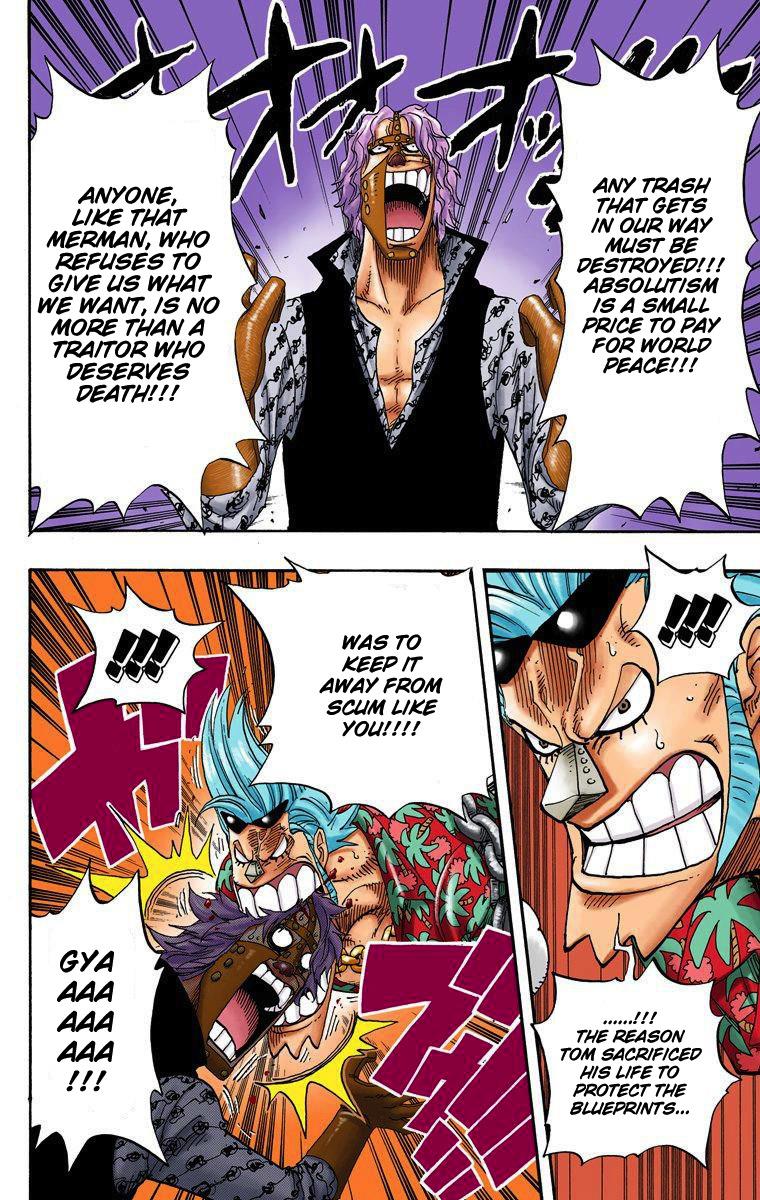 ANY TRASH
THAT GETS
IN OUR WAY
MUST BE
DESTROYED!!!
ABSOLUTISM
IS A SMALL
PRICE TO PAY
FOR WORLD
PEACE!!!
オオオオッ
ANYONE,
LIKE THAT
MERMAN, WHO
REFUSES TO
GIVE US WHAT
WE WANT, IS NO
MORE THAN A
TRAITOR WHO
DESERVES
DEATH!!!
!!!!
......!!!
THE REASON
TOM SACRIFICED
HIS LIFE TO
PROTECT THE
BLUEPRINTS...
WAS TO
KEEP IT
AWAY FROM
SCUM LIKE
YOU!!!!
!!!!
ガブ
GYA
AAA
AAA
AAA
!!!